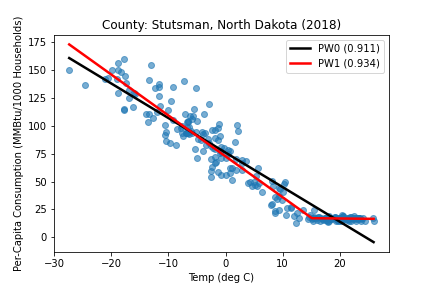 County: Stutsman, North Dakota (2018)
Per-Capita Consumption (MMBtu/1000 Households)
175
150
125
100
75
50
25
0
PW0 (0.911)
PW1 (0.934)
−30
−20
−10
0
10
20
Temp (deg C)